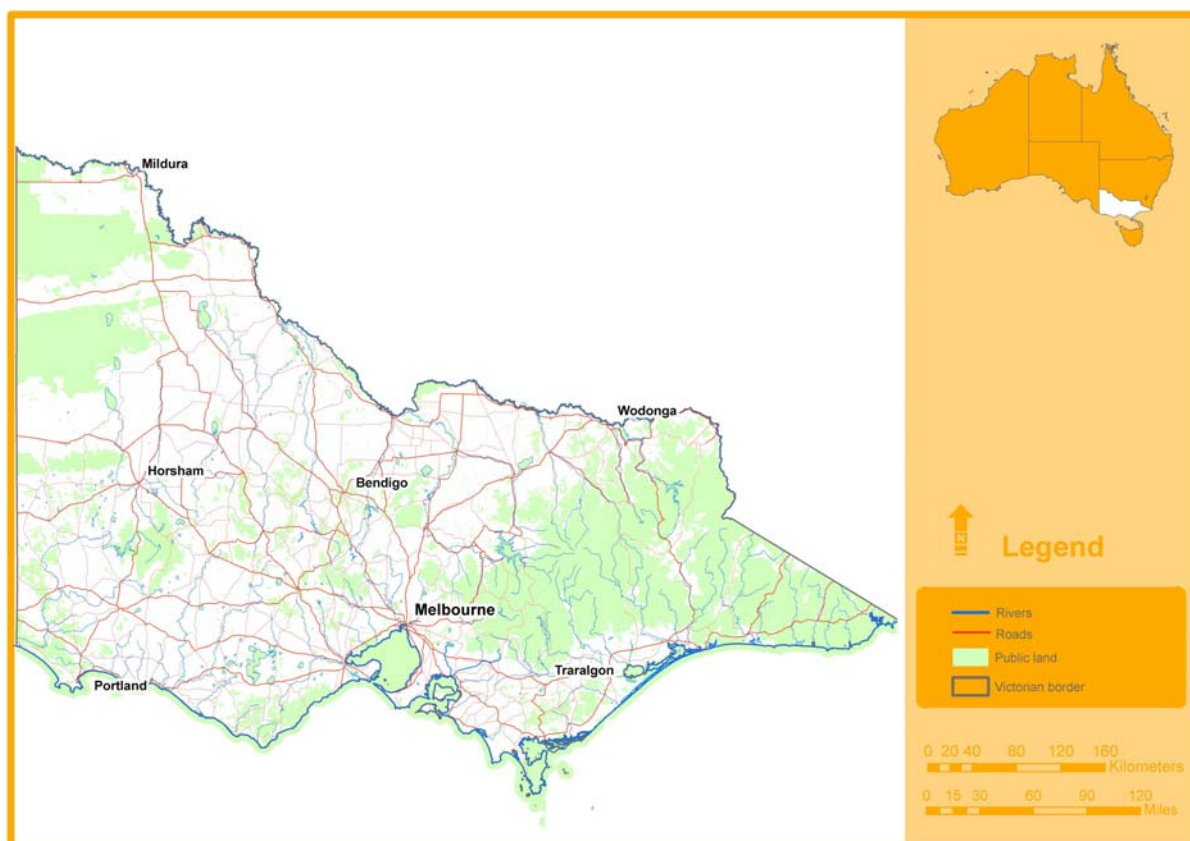 Mildura
Wodonga
Horsham
Bendigo
Melbourne
Traralgon
Portland
N
Legend
Rivers
Roads
Public land
Victorian border
0 20 40 80 120 160
Kilometers
0 15 30 60 90 120
Miles